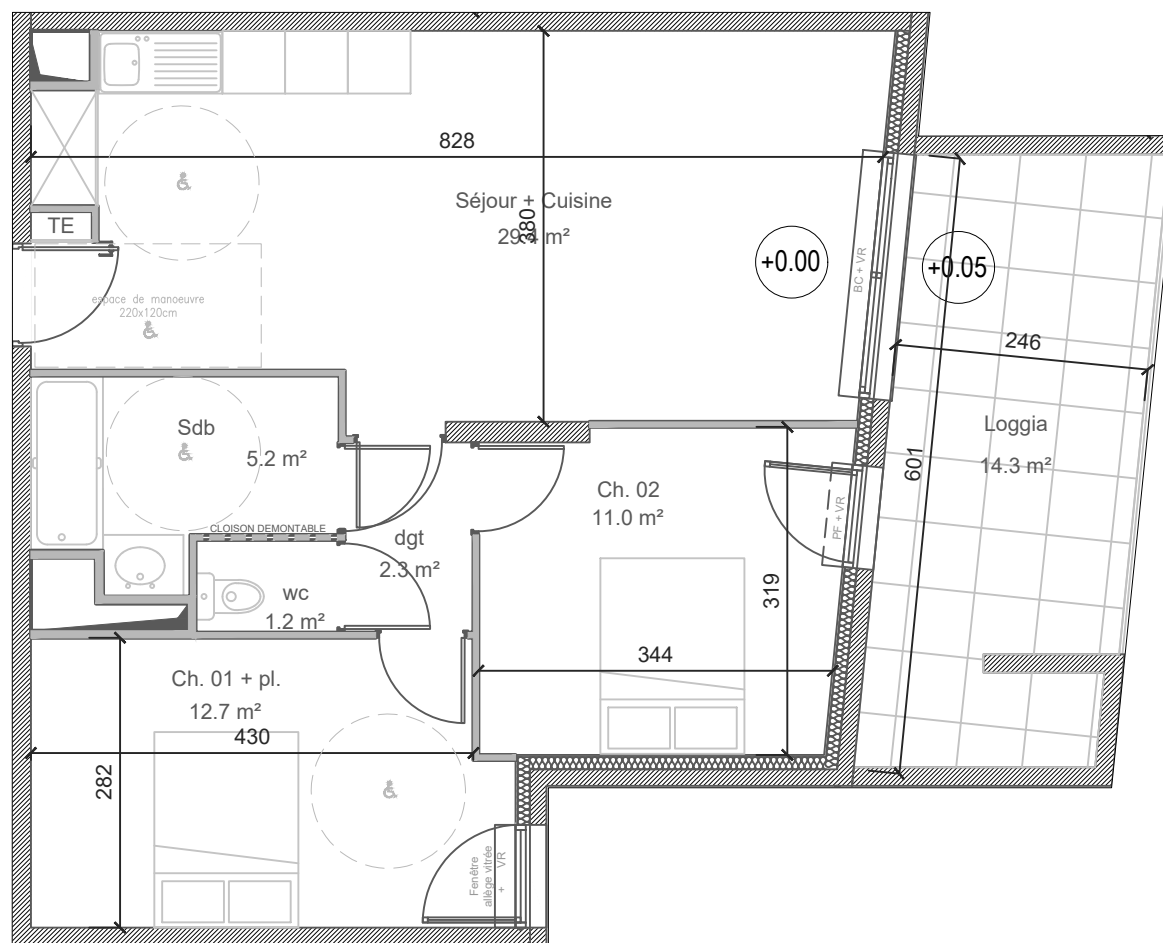 828
Séjour + Cuisine
29.4 m²
380
TE
+0.00
BC + VR
+0.05
espace de manoeuvre
220x120cm
246
Sdb
5.2 m²
Loggia
14.3 m²
601
Ch. 02
11.0 m²
PF + VR
CLOISON DEMONTABLE
dgt
2.3 m²
wc
1.2 m²
319
344
Ch. 01 + pl.
12.7 m²
430
282
Fenêtre
allège vitrée
+ VR